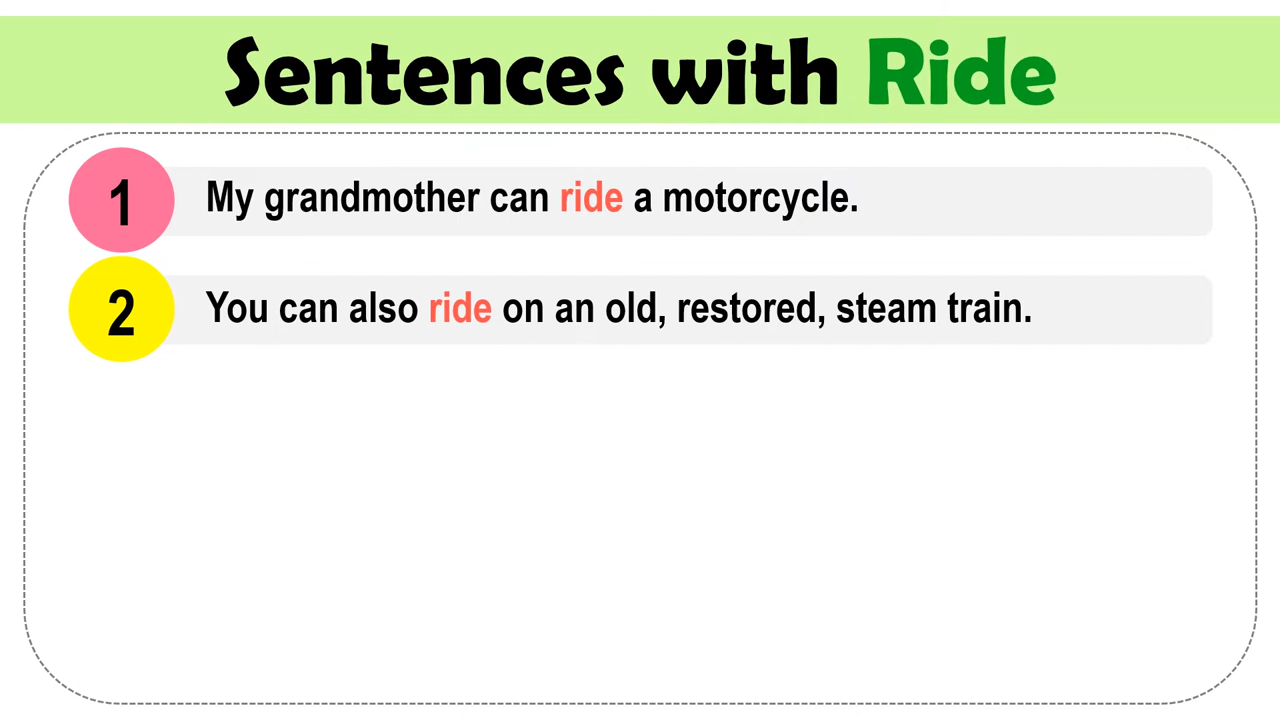 Sentences with Ride
1 My grandmother can ride a motorcycle.
2 You can also ride on an old, restored, steam train.